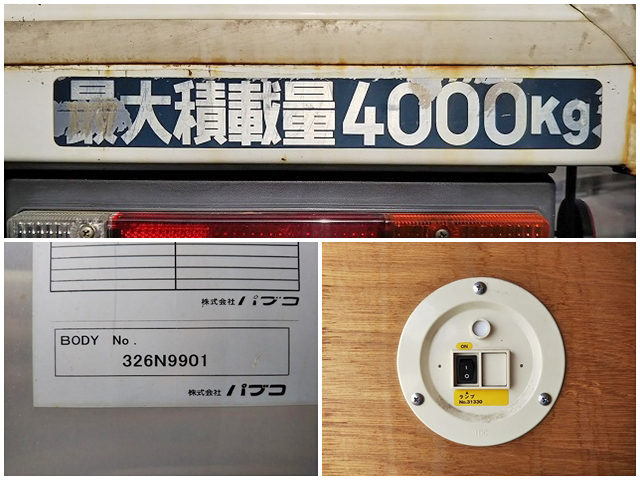 最大積載量4000Kg
株式会社 パブコ
BODY No.
326N9901
株式会社 パブコ
ON
ランプ
No.31330